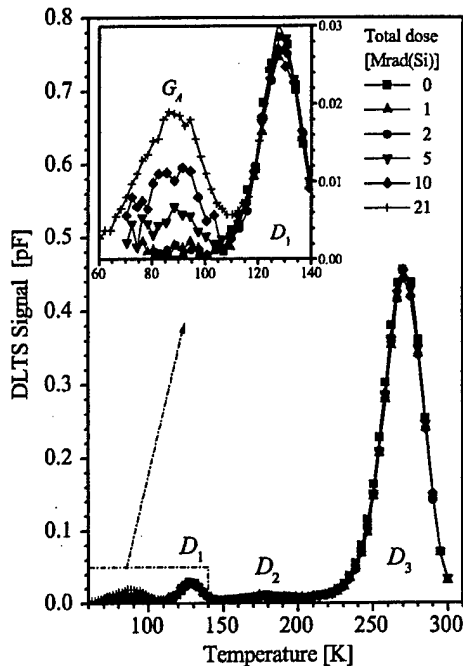 0.8
0.7
0.6
0.5
0.4
0.3
0.2
0.1
0.0
DLTS Signal [pF]
0.03
0.02
0.01
0.00
60 80 100 120 140
G_A
D_1
Total dose
[Mrad(Si)]
0
1
2
5
10
21
D_1
D_2
D_3
100 150 200 250 300
Temperature [K]